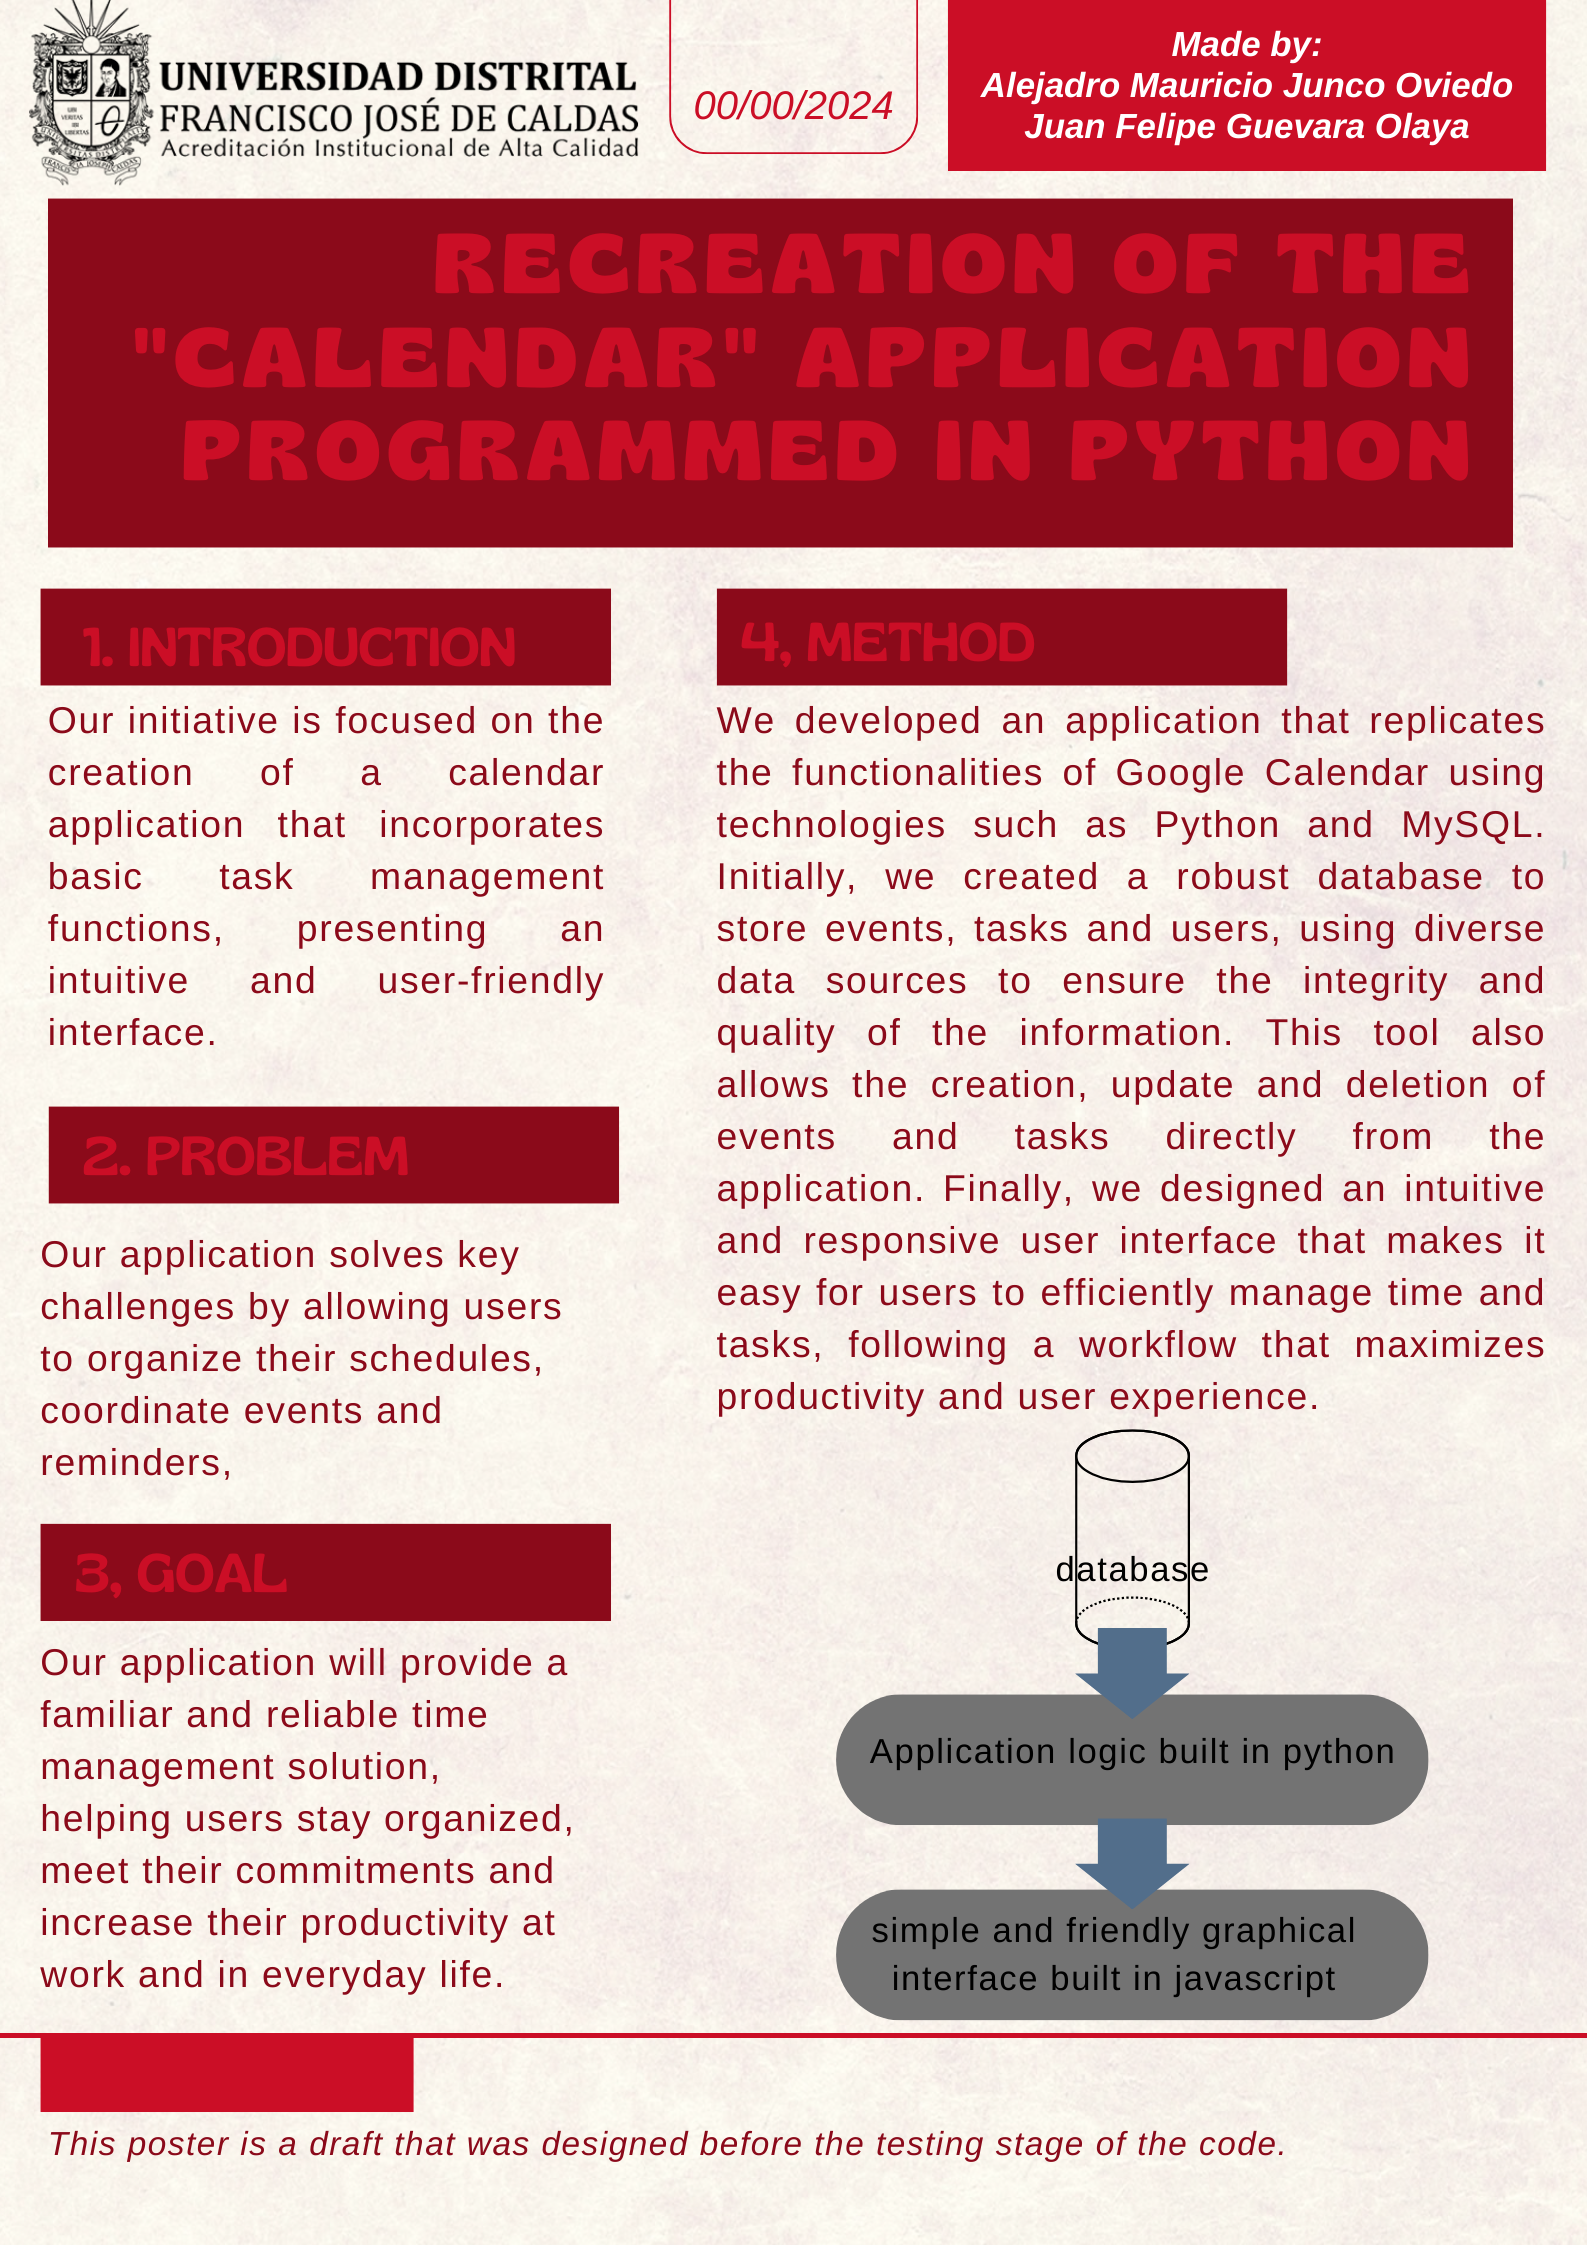 UNIVERSIDAD DISTRITAL
FRANCISCO JOSÉ DE CALDAS
Acreditación Institucional de Alta Calidad
00/00/2024
Made by:
Alejadro Mauricio Junco Oviedo
Juan Felipe Guevara Olaya
RECREATION OF THE
"CALENDAR" APPLICATION
PROGRAMMED IN PYTHON
1. INTRODUCTION
Our initiative is focused on the
creation of a calendar
application that incorporates
basic task management
functions, presenting an
intuitive and user-friendly
interface.
2. PROBLEM
Our application solves key
challenges by allowing users
to organize their schedules,
coordinate events and
reminders,
3, GOAL
Our application will provide a
familiar and reliable time
management solution,
helping users stay organized,
meet their commitments and
increase their productivity at
work and in everyday life.
4, METHOD
We developed an application that replicates
the functionalities of Google Calendar using
technologies such as Python and MySQL.
Initially, we created a robust database to
store events, tasks and users, using diverse
data sources to ensure the integrity and
quality of the information. This tool also
allows the creation, update and deletion of
events and tasks directly from the
application. Finally, we designed an intuitive
and responsive user interface that makes it
easy for users to efficiently manage time and
tasks, following a workflow that maximizes
productivity and user experience.
database
Application logic built in python
simple and friendly graphical
interface built in javascript
This poster is a draft that was designed before the testing stage of the code.